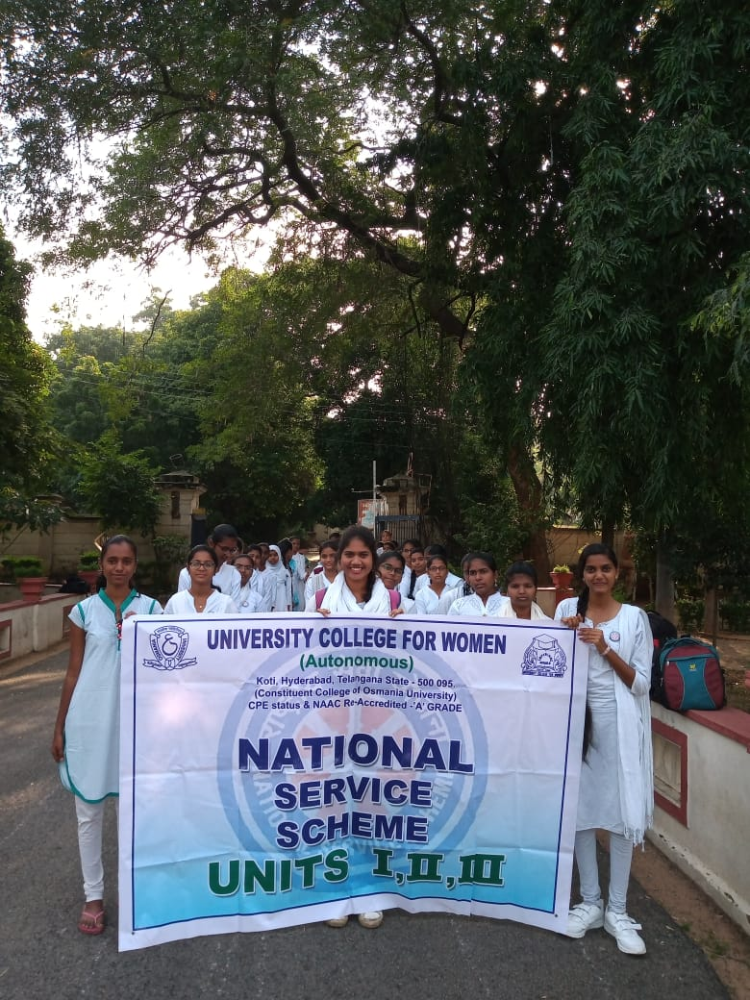 UNIVERSITY COLLEGE FOR WOMEN
(Autonomous)
Koti, Hyderabad, Telangana State - 500 095.
(Constituent College of Osmania University)
CPE status & NAAC Re-Accredited -'A' GRADE
NATIONAL
SERVICE
SCHEME
UNITS I, II, III